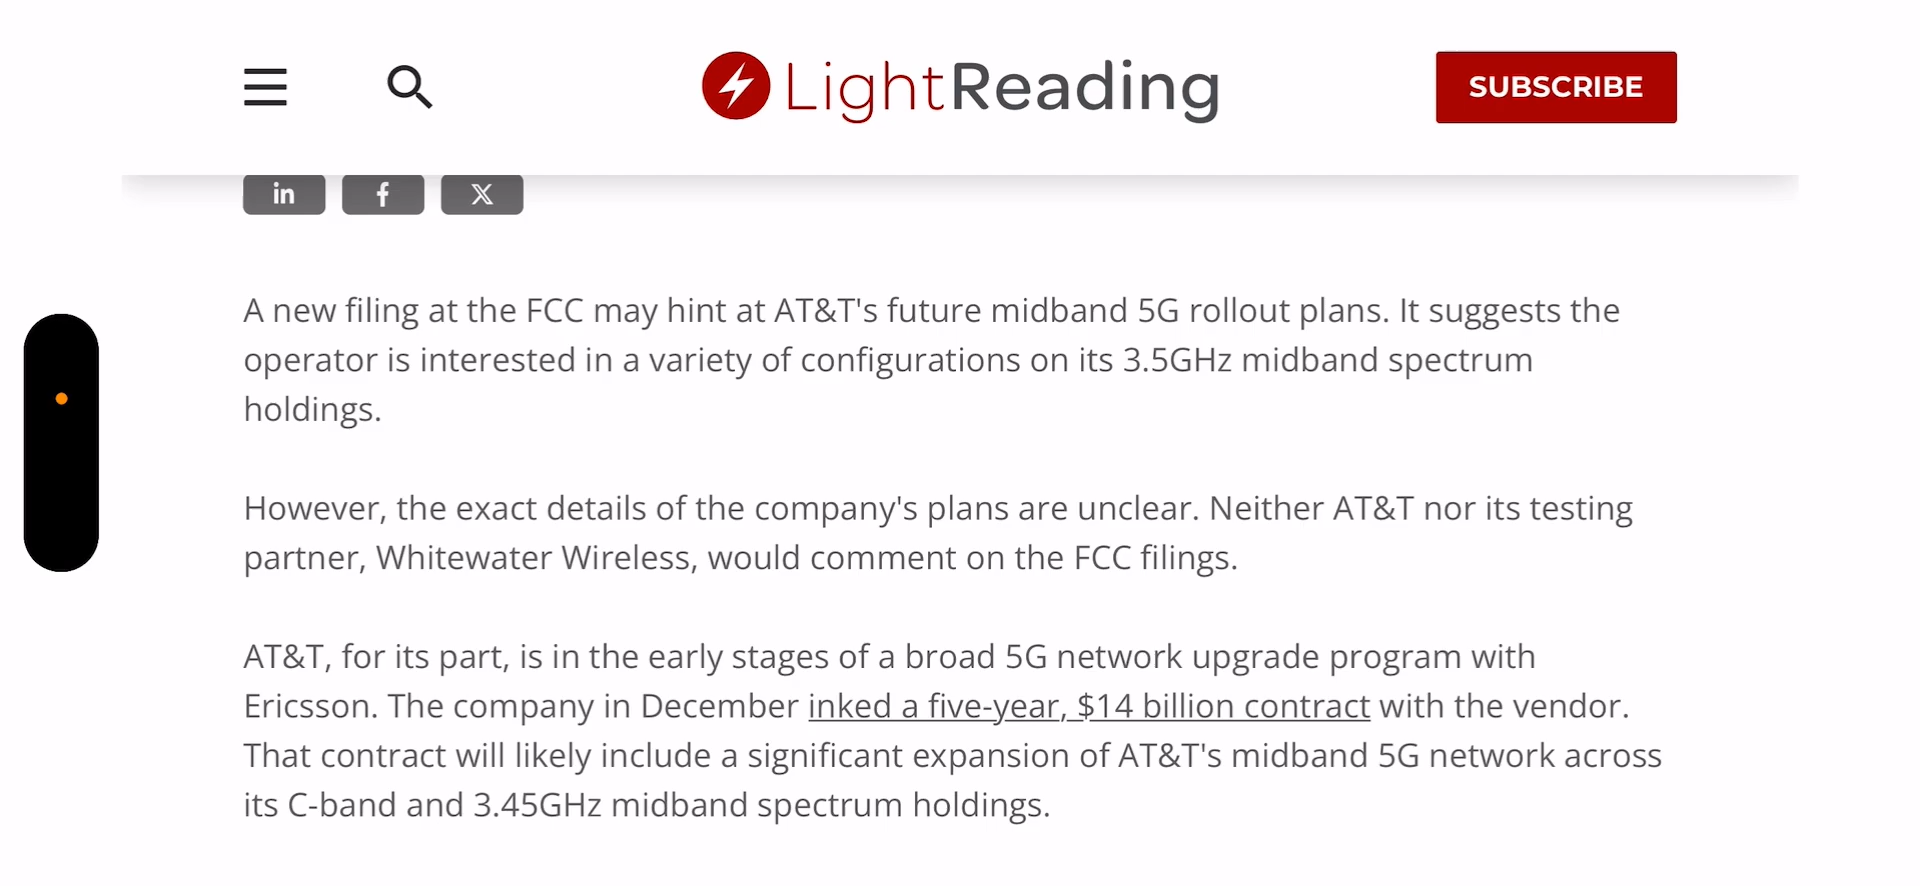 LightReading
SUBSCRIBE
in f X
A new filing at the FCC may hint at AT&T's future midband 5G rollout plans. It suggests the
operator is interested in a variety of configurations on its 3.5GHz midband spectrum
holdings.
However, the exact details of the company's plans are unclear. Neither AT&T nor its testing
partner, Whitewater Wireless, would comment on the FCC filings.
AT&T, for its part, is in the early stages of a broad 5G network upgrade program with
Ericsson. The company in December inked a five-year, $14 billion contract with the vendor.
That contract will likely include a significant expansion of AT&T's midband 5G network across
its C-band and 3.45GHz midband spectrum holdings.